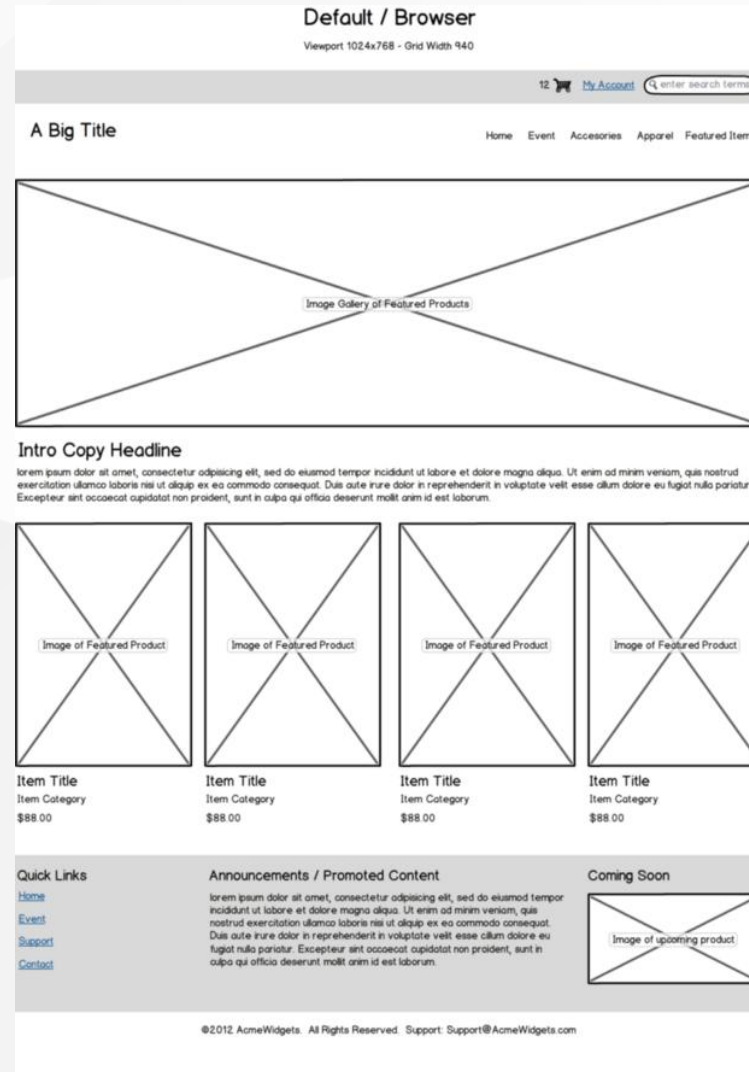 Default / Browser
Viewport 1024x768 - Grid Width 940
12 My Account enter search terms
A Big Title
Home Event Accesories Apparel Featured Item
Image Gallery of Featured Products
Intro Copy Headline
lorem ipsum dolor sit amet, consectetur adipisicing elit, sed do eiusmod tempor incididunt ut labore et dolore magna aliqua. Ut enim ad minim veniam, quis nostrud
exercitation ullamco laboris nisi ut aliquip ex ea commodo consequat. Duis aute irure dolor in reprehenderit in voluptate velit esse cillum dolore eu fugiat nulla pariatur
Excepteur sint occaecat cupidatat non proident, sunt in culpa qui officia deserunt mollit anim id est laborum.
Image of Featured Product Image of Featured Product Image of Featured Product Image of Featured Product
Item Title Item Title Item Title Item Title
Item Category Item Category Item Category Item Category
$88.00 $88.00 $88.00 $88.00
Quick Links
Home
Event
Support
Contact
Announcements / Promoted Content
lorem ipsum dolor sit amet, consectetur adipisicing elit, sed do eiusmod tempor
incididunt ut labore et dolore magna aliqua. Ut enim ad minim veniam, quis
nostrud exercitation ullamco laboris nisi ut aliquip ex ea commodo consequat.
Duis aute irure dolor in reprehenderit in voluptate velit esse cillum dolore eu
fugiat nulla pariatur. Excepteur sint occaecat cupidatat non proident, sunt in
culpa qui officia deserunt mollit anim id est laborum.
Coming Soon
Image of upcoming product
©2012 AcmeWidgets. All Rights Reserved. Support: Support@AcmeWidgets.com